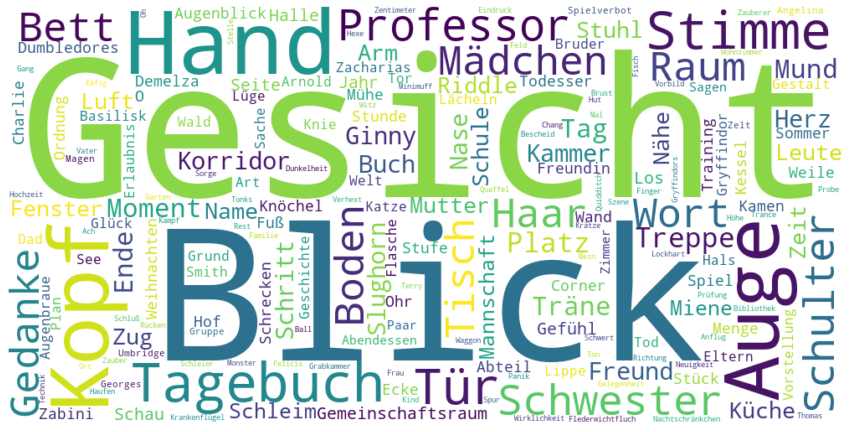 Gesicht
Blick
Hand
Kopf
Auge
Stimme
Professor
Bett
Mädchen
Raum
Mund
Haar
Wort
Schulter
Gedanke
Tagebuch
Tür
Schwester
Tisch
Boden
Freund
Treppe
Moment
Herz
Tag
Platz
Schritt
Schleim
Korridor
Fenster
Name
Zug
Ende
Luft
Dumbledores
Augenblick
Halle
Arm
Zacharias
Stuhl
Bruder
Spielverbot
Zauberer
Angelina
Zentimeter
Eindruck
Hexe
Demelza
Seite
Arnold
Jahr
Tor
Riddle
Todesser
Sagen
Gestalt
Charlie
Ordnung
Basilisk
Erlaubnis
Wald
Lüge
Sache
Mühe
Stunde
Knie
Lächeln
Nase
Schule
Kammer
Nähe
Training
Gryffindor
Kessel
Sommer
Leute
Weile
Ginny
Buch
Welt
Freundin
Los
Kamen
Zeit
Magen
Vater
Sorge
Dunkelheit
Art
Knöchel
Katze
Mutter
Wand
Glück
Fuß
Flasche
Stufe
Slughorn
Mannschaft
Zimmer
Hals
Spiel
Miene
Träne
Corner
Gefühl
Menge
Tod
Vorstellung
Eltern
Stück
Küche
Abteil
Lippe
Ecke
Ohr
Paar
Abendessen
Geschichte
Schrecken
Grund
Smith
Hof
Gruppe
Weihnachten
Plan
Dad
See
Augenbraue
Umbridge
Georges
Zabini
Schau
Gemeinschaftsraum
Krankenflügel
Flederwichtfluch
Nachtschränkchen
Wirklichkeit
Neuigkeit
Bibliothek
Prüfung
Lockhart
Thomas
Hochzeit
Tonks
Verhext
Garten
Kampf
Rest
Familie
Ach
Schluß
Rücken
Zauber
Schleier
Monster
Felicis
Grabkammer
Ball
Terry
Waggon
Frau
Kind
Spur
Panik
Ton
Richtung
Schwert
Anflug
Gelegenheit
Dein
Kratze
Szene
Quidditch
Finger
Gryffindors
Höhe
Trance
Probe
Zelt
Hut
Mal
Vorbild
Wohnzimmer
Fisch
Brust
Feld
Chang
Bescheid
Minimuff
Witz
Quaffel
Stelle
Gang
Käfig
Technik
Haufen
Ort
O